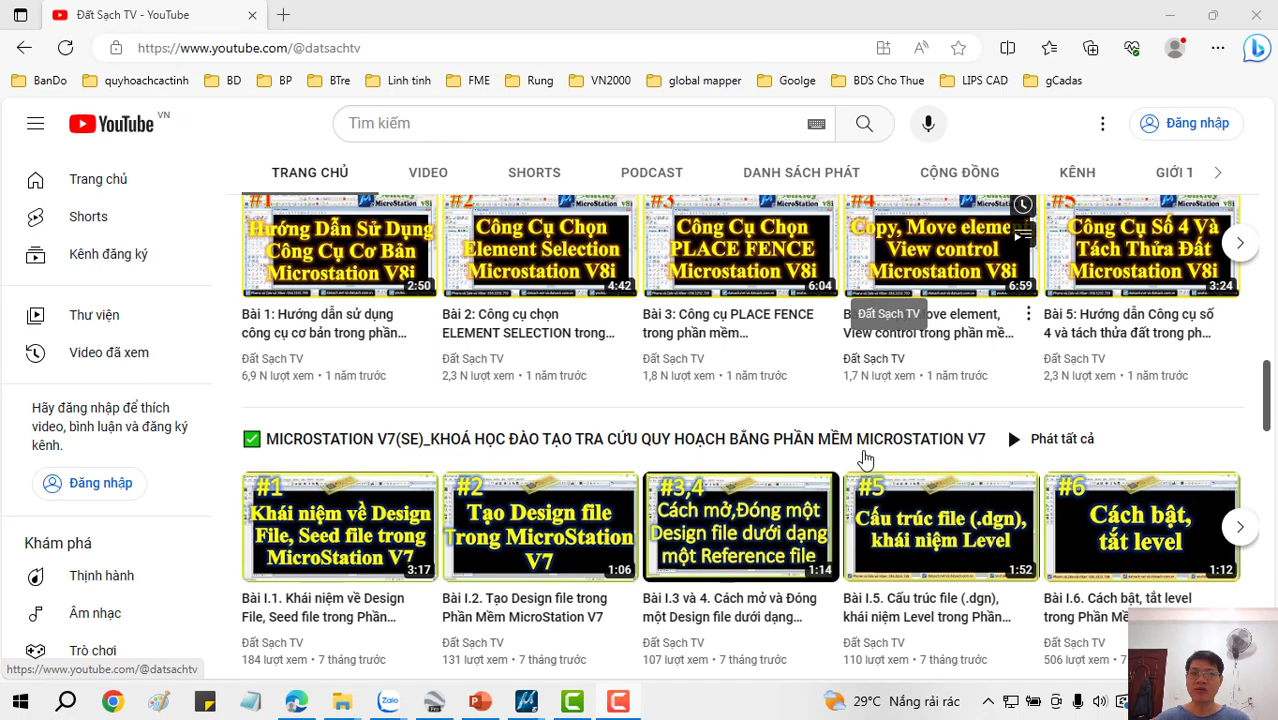 Đất Sạch TV - YouTube
https://www.youtube.com/@datsachtv
BanDo
quyhoachcactinh
BD
BP
BTre
Linh tinh
FME
Rung
VN2000
global mapper
Goolge
BDS Cho Thue
LIPS CAD
gCadas
YouTube VN
Tìm kiếm
Đăng nhập
TRANG CHỦ
VIDEO
SHORTS
PODCAST
DANH SÁCH PHÁT
CỘNG ĐỒNG
KÊNH
GIỚI T
Trang chủ
Shorts
Kênh đăng ký
Thư viện
Video đã xem
Hãy đăng nhập để thích
video, bình luận và đăng ký
kênh.
Đăng nhập
Khám phá
Thịnh hành
Âm nhạc
Trò chơi
#1
Hướng Dẫn Sử Dụng
Công Cụ Cơ Bản
Microstation V8i
2:50
Bài 1: Hướng dẫn sử dụng
công cụ cơ bản trong phần...
Đất Sạch TV
6,9 N lượt xem • 1 năm trước
#2
Công Cụ Chọn
Element Selection
Microstation V8i
4:42
Bài 2: Công cụ chọn
ELEMENT SELECTION trong...
Đất Sạch TV
2,3 N lượt xem • 1 năm trước
#3
Công Cụ Chọn
PLACE FENCE
Microstation V8i
6:04
Bài 3: Công cụ PLACE FENCE
trong phần mềm...
Đất Sạch TV
1,8 N lượt xem • 1 năm trước
#4
Copy, Move eleme
View control
Microstation V8i
6:59
Đất Sạch TV
ove element,
View control trong phần mề...
Đất Sạch TV
1,7 N lượt xem • 1 năm trước
#5
Công Cụ Số 4 Và
Tách Thửa Đất
Microstation V8i
3:24
Bài 5: Hướng dẫn Công cụ số
4 và tách thửa đất trong ph...
Đất Sạch TV
2,3 N lượt xem • 1 năm trước
MICROSTATION V7(SE)_KHOÁ HỌC ĐÀO TẠO TRA CỨU QUY HOẠCH BẰNG PHẦN MỀM MICROSTATION V7
Phát tất cả
#1
Khái niệm về Design
File, Seed file trong
MicroStation V7
3:17
Bài I.1. Khái niệm về Design
File, Seed file trong Phần...
Đất Sạch TV
184 lượt xem • 7 tháng trước
#2
Tạo Design file
Trong MicroStation
V7
1:06
Bài I.2. Tạo Design file trong
Phần Mềm MicroStation V7
Đất Sạch TV
131 lượt xem • 7 tháng trước
#3,4
Cách mở,Đóng một
Design file dưới dạng
một Reference file
1:14
Bài I.3 và 4. Cách mở và Đóng
một Design file dưới dạng...
Đất Sạch TV
107 lượt xem • 7 tháng trước
#5
Cấu trúc file (.dgn),
khái niệm Level
1:52
Bài I.5. Cấu trúc file (.dgn),
khái niệm Level trong Phần...
Đất Sạch TV
110 lượt xem • 7 tháng trước
#6
Cách bật,
tắt level
1:12
Bài I.6. Cách bật, tắt level
trong Phần Mề
Đất Sạch TV
506 lượt xem • 7 tháng trước
https://www.youtube.com/@datsachtv
29°C Nắng rải rác